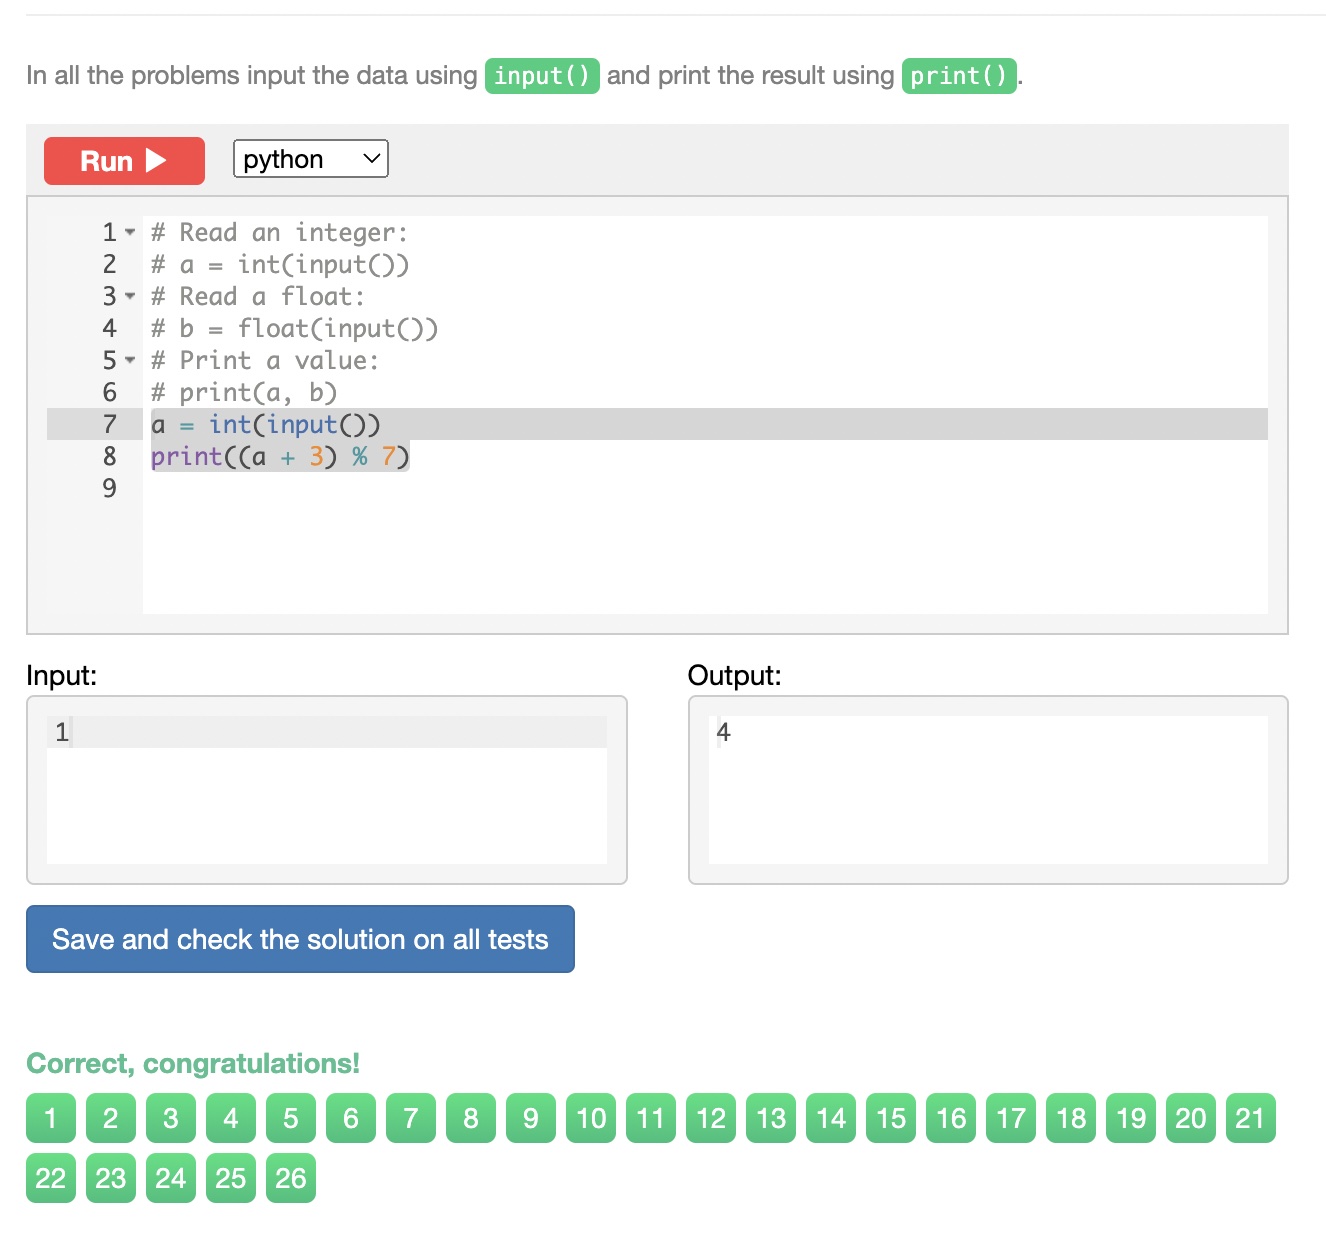 In all the problems input the data using input() and print the result using print().
Run
python
1 # Read an integer:
2 # a = int(input())
3 # Read a float:
4 # b = float(input())
5 # Print a value:
6 # print(a, b)
7 a = int(input())
8 print((a + 3) % 7)
9
Input: Output:
1 4
Save and check the solution on all tests
Correct, congratulations!
1 2 3 4 5 6 7 8 9 10 11 12 13 14 15 16 17 18 19 20 21
22 23 24 25 26